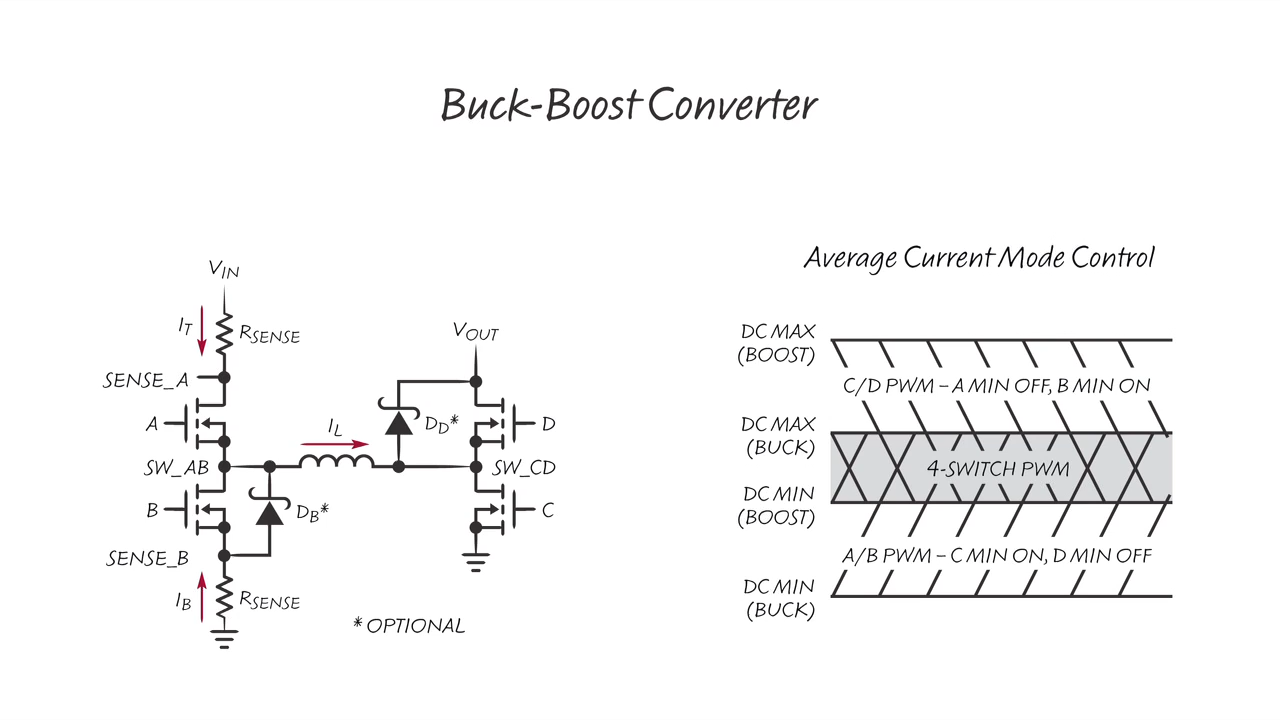 Buck-Boost Converter
VIN
IT
RSENSE
SENSE_A
A
SW_AB
B
SENSE_B
IB
RSENSE
IL
DB*
DD*
VOUT
D
SW_CD
C
* OPTIONAL
Average Current Mode Control
DC MAX
(BOOST)
C/D PWM – A MIN OFF, B MIN ON
DC MAX
(BUCK)
4-SWITCH PWM
DC MIN
(BOOST)
A/B PWM – C MIN ON, D MIN OFF
DC MIN
(BUCK)